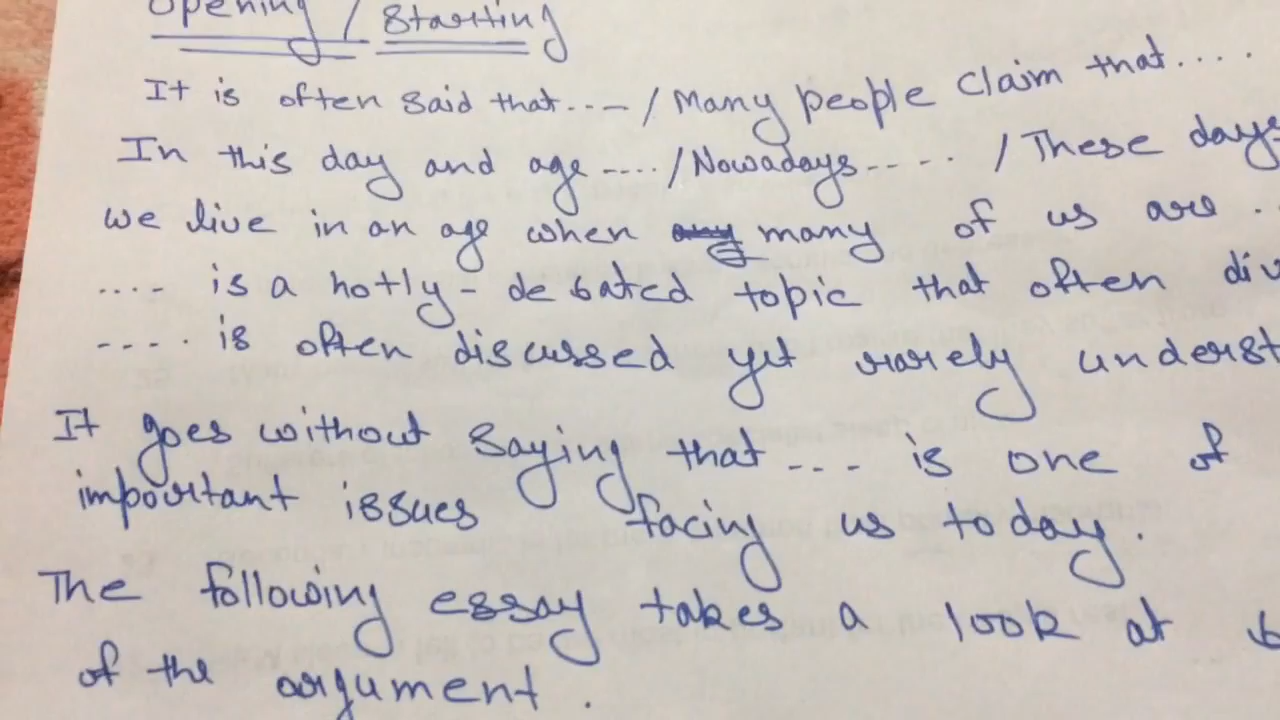 Opening / Starting
It is often said that..-- / Many people claim that....
In this day and age ---- / Nowadays..... / These days
we live in an age when many of us are ..
.... is a hotly-debated topic that often
.... is often discussed yet rarely
It goes without saying that ---- is one of
important issues facing us today.
The following essay takes a look at
of the argument.